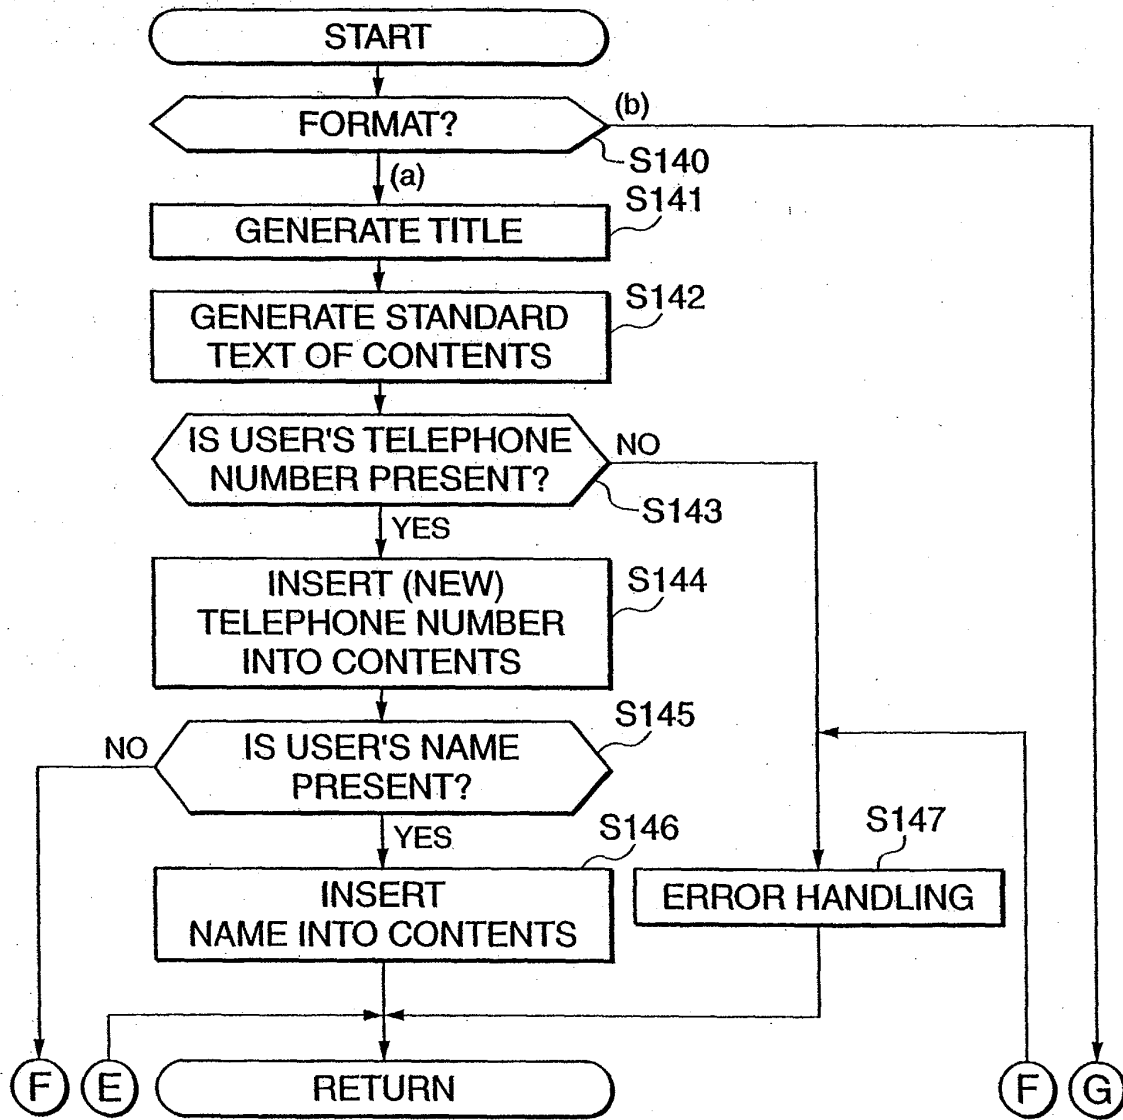 START
FORMAT?
(b)
S140
(a)
S141
GENERATE TITLE
S142
GENERATE STANDARD
TEXT OF CONTENTS
IS USER'S TELEPHONE
NUMBER PRESENT?
NO
S143
YES
INSERT (NEW)
TELEPHONE NUMBER
INTO CONTENTS
S144
S145
NO
IS USER'S NAME
PRESENT?
YES
S146
S147
INSERT
NAME INTO CONTENTS
ERROR HANDLING
F
E
RETURN
F
G